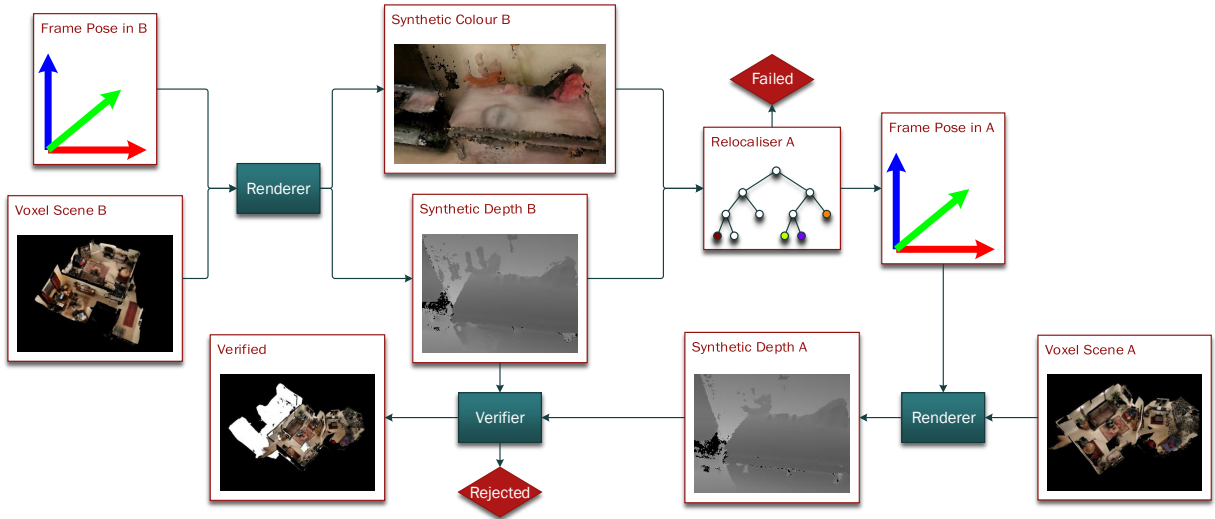 Frame Pose in B
Synthetic Colour B
Failed
Relocaliser A
Frame Pose in A
Renderer
Voxel Scene B
Synthetic Depth B
Verified
Synthetic Depth A
Voxel Scene A
Verifier
Renderer
Rejected